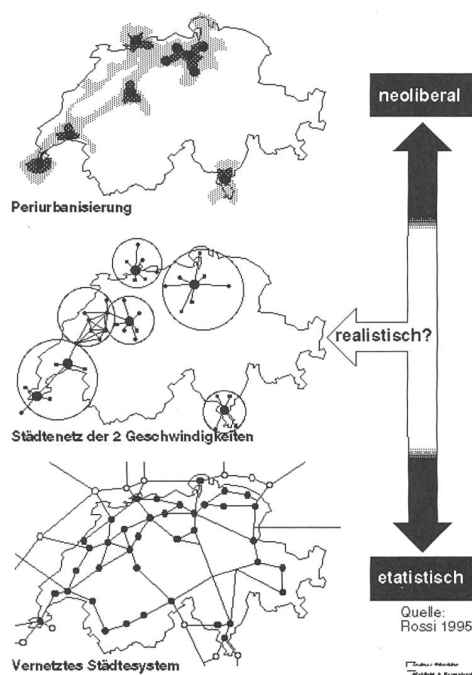 neoliberal
Periurbanisierung
realistisch?
Städtenetz der 2 Geschwindigkeiten
etatistisch
Quelle:
Rossi 1995
Vernetztes Städtesystem